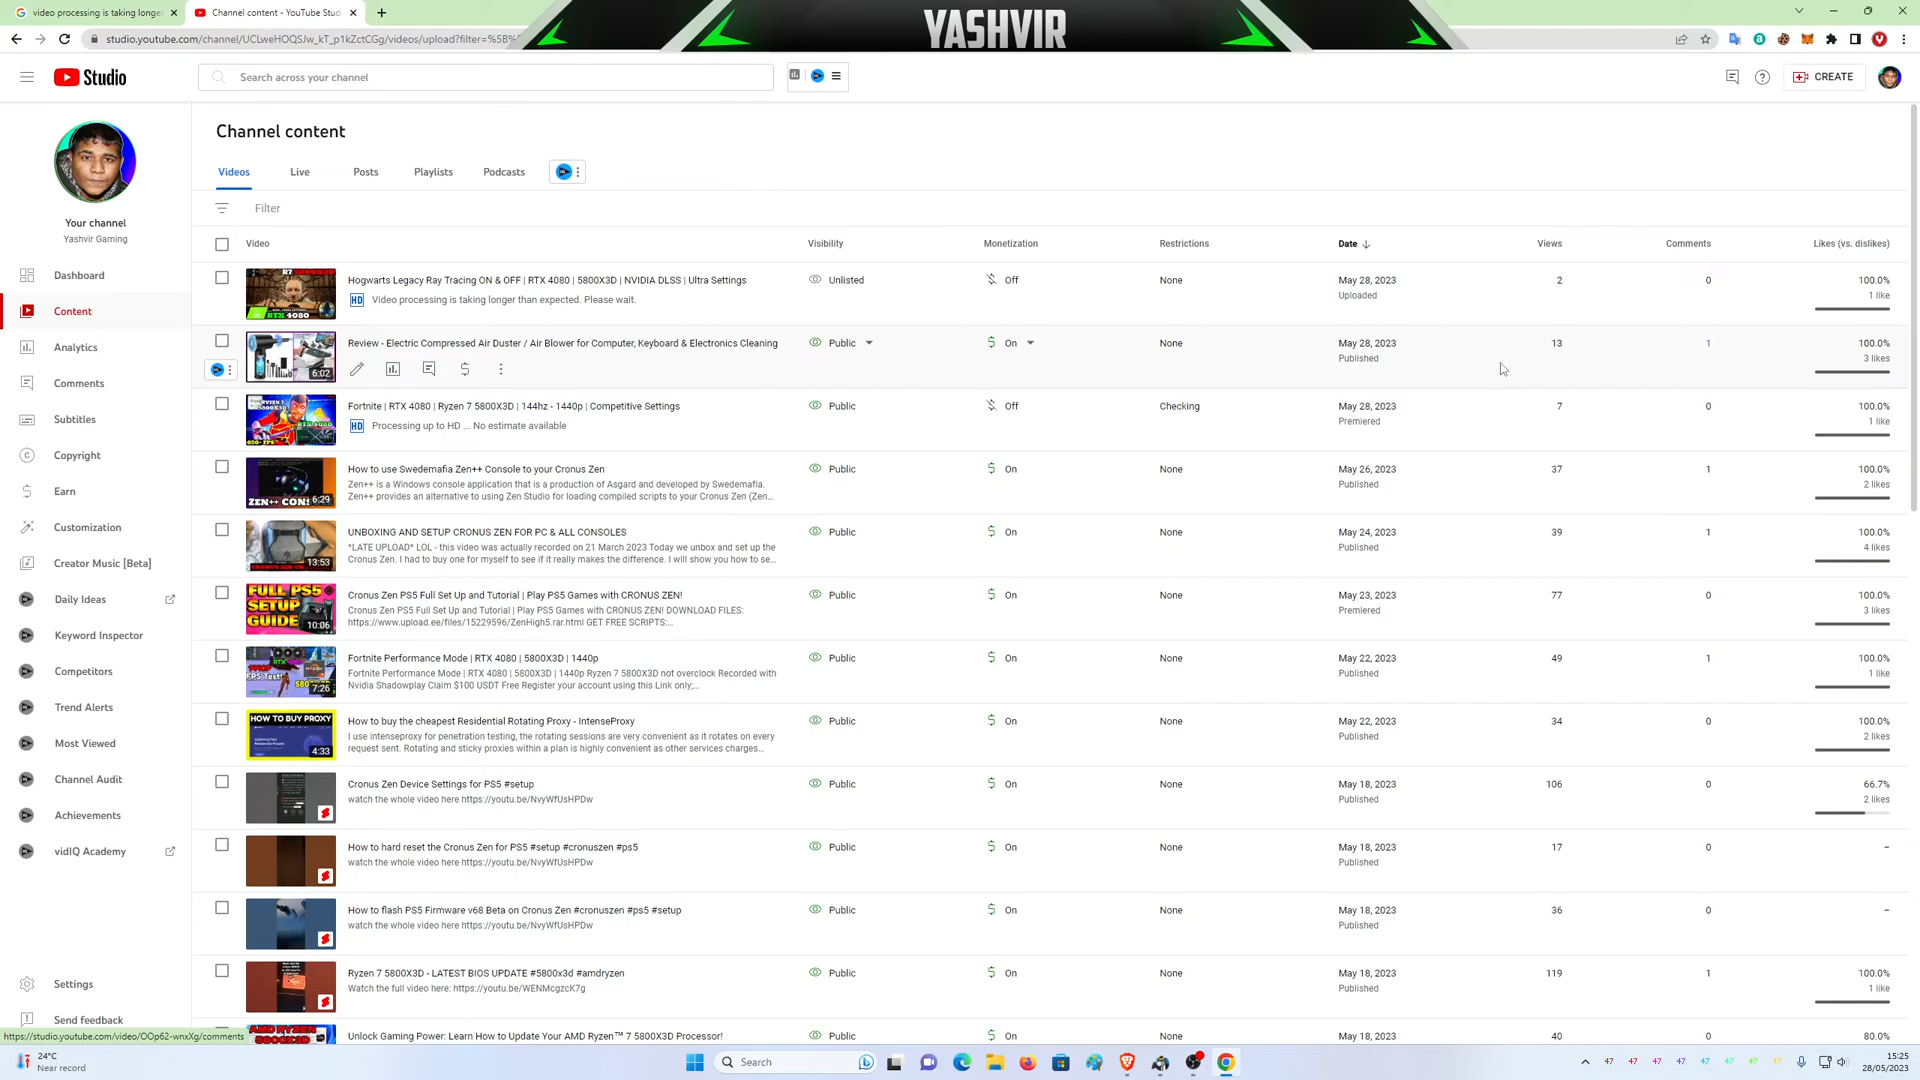 video processing is taking longe
Channel content - YouTube Stud
YASHVIR
studio.youtube.com/channel/UCLweHOQSJw_kT_p1kZctCGg/videos/upload?filter=%5B%
Studio
Search across your channel
CREATE
Your channel
Yashvir Gaming
Dashboard
Content
Analytics
Comments
Subtitles
Copyright
Earn
Customization
Creator Music [Beta]
Daily Ideas
Keyword Inspector
Competitors
Trend Alerts
Most Viewed
Channel Audit
Achievements
vidIQ Academy
Settings
Send feedback
Channel content
Videos Live Posts Playlists Podcasts
Filter
Video Visibility Monetization Restrictions Date Views Comments Likes (vs. dislikes)
Hogwarts Legacy Ray Tracing ON & OFF | RTX 4080 | 5800X3D | NVIDIA DLSS | Ultra Settings Unlisted Off None May 28, 2023 2 0 100.0%
HD Video processing is taking longer than expected. Please wait. Uploaded 1 like
RTX 4080
Review - Electric Compressed Air Duster / Air Blower for Computer, Keyboard & Electronics Cleaning Public On None May 28, 2023 13 1 100.0%
Published 3 likes
6:02
Fortnite | RTX 4080 | Ryzen 7 5800X3D | 144hz - 1440p | Competitive Settings Public Off Checking May 28, 2023 7 0 100.0%
HD Processing up to HD ... No estimate available Premiered 1 like
How to use Swedemafia Zen++ Console to your Cronus Zen Public On None May 26, 2023 37 1 100.0%
Zen++ is a Windows console application that is a production of Asgard and developed by Swedemafia. Published 2 likes
Zen++ provides an alternative to using Zen Studio for loading compiled scripts to your Cronus Zen (Zen...
ZEN++ CON! 6:29
UNBOXING AND SETUP CRONUS ZEN FOR PC & ALL CONSOLES Public On None May 24, 2023 39 1 100.0%
*LATE UPLOAD* LOL - this video was actually recorded on 21 March 2023 Today we unbox and set up the Published 4 likes
Cronus Zen. I had to buy one for myself to see if it really makes the difference. I will show you how to se...
13:53
Cronus Zen PS5 Full Set Up and Tutorial | Play PS5 Games with CRONUS ZEN! Public On None May 23, 2023 77 0 100.0%
Cronus Zen PS5 Full Set Up and Tutorial | Play PS5 Games with CRONUS ZEN! DOWNLOAD FILES: Premiered 3 likes
https://www.upload.ee/files/15229596/ZenHigh5.rar.html GET FREE SCRIPTS:...
FULL PS5
SETUP
GUIDE 10:06
Fortnite Performance Mode | RTX 4080 | 5800X3D | 1440p Public On None May 22, 2023 49 1 100.0%
Fortnite Performance Mode | RTX 4080 | 5800X3D | 1440p Ryzen 7 5800X3D not overclock Recorded with Published 1 like
Nvidia Shadowplay Claim $100 USDT Free Register your account using this Link only;...
FPS Test! 7:26
How to buy the cheapest Residential Rotating Proxy - IntenseProxy Public On None May 22, 2023 34 0 100.0%
I use intenseproxy for penetration testing, the rotating sessions are very convenient as it rotates on every Published 2 likes
request sent. Rotating and sticky proxies within a plan is highly convenient as other services charges...
HOW TO BUY PROXY
4:33
Cronus Zen Device Settings for PS5 #setup Public On None May 18, 2023 106 0 66.7%
watch the whole video here https://youtu.be/NvyWfUsHPDw Published 2 likes
How to hard reset the Cronus Zen for PS5 #setup #cronuszen #ps5 Public On None May 18, 2023 17 0 –
watch the whole video here https://youtu.be/NvyWfUsHPDw Published
How to flash PS5 Firmware v68 Beta on Cronus Zen #cronuszen #ps5 #setup Public On None May 18, 2023 36 0 –
watch the whole video here https://youtu.be/NvyWfUsHPDw Published
Ryzen 7 5800X3D - LATEST BIOS UPDATE #5800x3d #amdryzen Public On None May 18, 2023 119 1 100.0%
Watch the full video here: https://youtu.be/WENMcgzcK7g Published 1 like
Unlock Gaming Power: Learn How to Update Your AMD Ryzen™ 7 5800X3D Processor! Public On None May 18, 2023 40 0 80.0%
AMD RYZEN
https://studio.youtube.com/video/OOp62-wnxXg/comments
24°C
Near record
Search
47 47 47 47 47 47 47 47
15:25
28/05/2023